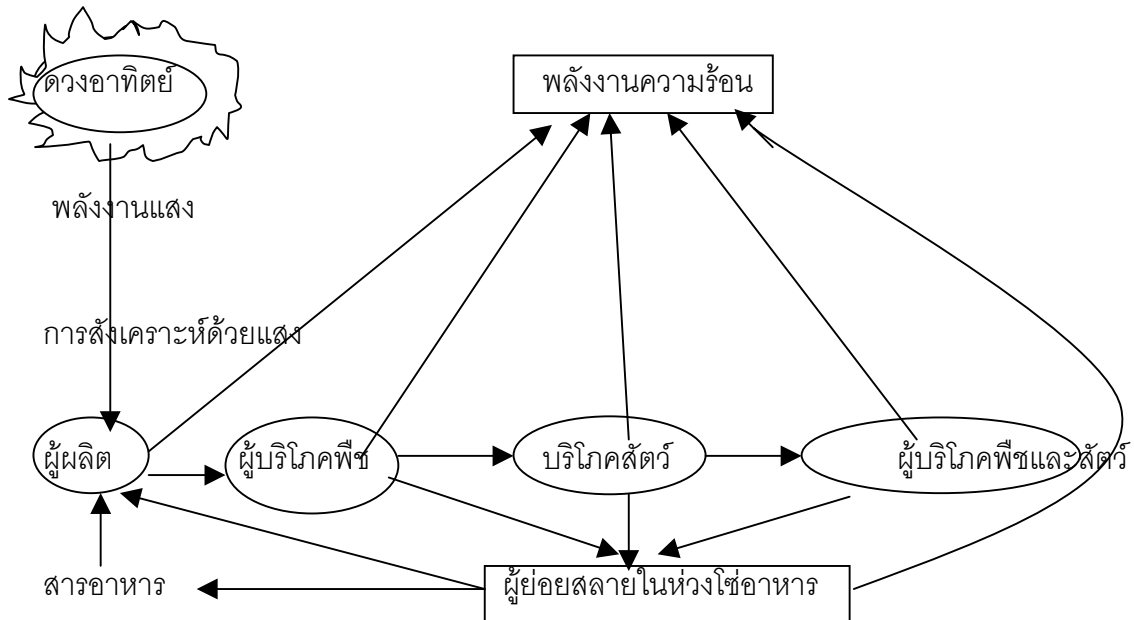 ดวงอาทิตย์
พลังงานความร้อน
พลังงานแสง
การสังเคราะห์ด้วยแสง
ผู้ผลิต
ผู้บริโภคพืช
บริโภคสัตว์
ผู้บริโภคพืชและสัตว์
สารอาหาร
ผู้ย่อยสลายในห่วงโซ่อาหาร